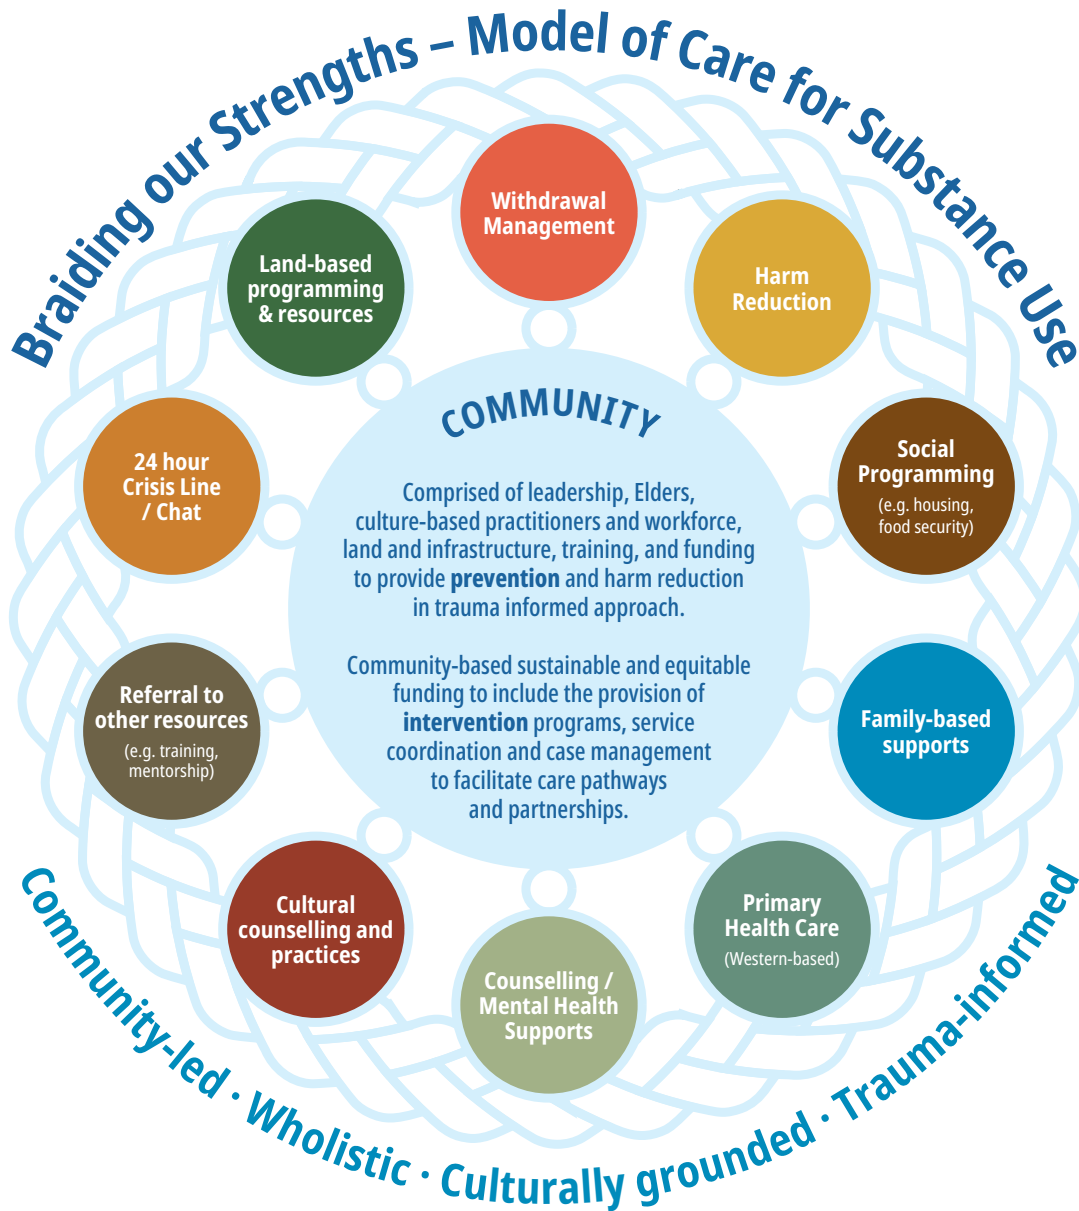 Braiding our Strengths – Model of Care for Substance Use
Withdrawal
Management
Harm
Reduction
Social
Programming
(e.g. housing,
food security)
Family-based
supports
Primary
Health Care
(Western-based)
Counselling /
Mental Health
Supports
Cultural
counselling and
practices
Referral to
other resources
(e.g. training,
mentorship)
24 hour
Crisis Line
/ Chat
Land-based
programming
& resources
COMMUNITY
Comprised of leadership, Elders,
culture-based practitioners and workforce,
land and infrastructure, training, and funding
to provide prevention and harm reduction
in trauma informed approach.
Community-based sustainable and equitable
funding to include the provision of
intervention programs, service
coordination and case management
to facilitate care pathways
and partnerships.
Community-led · Wholistic · Culturally grounded · Trauma-informed